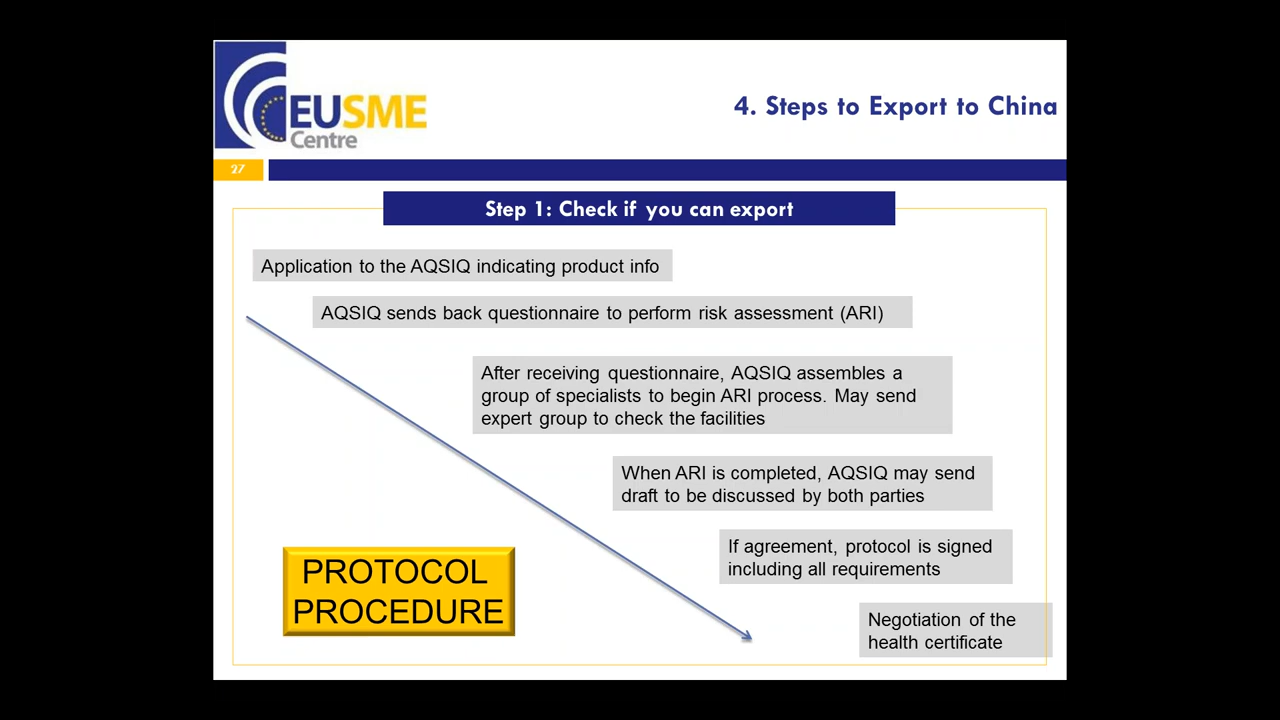 EUSME
Centre
4. Steps to Export to China
27
Step 1: Check if you can export
Application to the AQSIQ indicating product info
AQSIQ sends back questionnaire to perform risk assessment (ARI)
After receiving questionnaire, AQSIQ assembles a
group of specialists to begin ARI process. May send
expert group to check the facilities
When ARI is completed, AQSIQ may send
draft to be discussed by both parties
If agreement, protocol is signed
including all requirements
PROTOCOL
PROCEDURE
Negotiation of the
health certificate